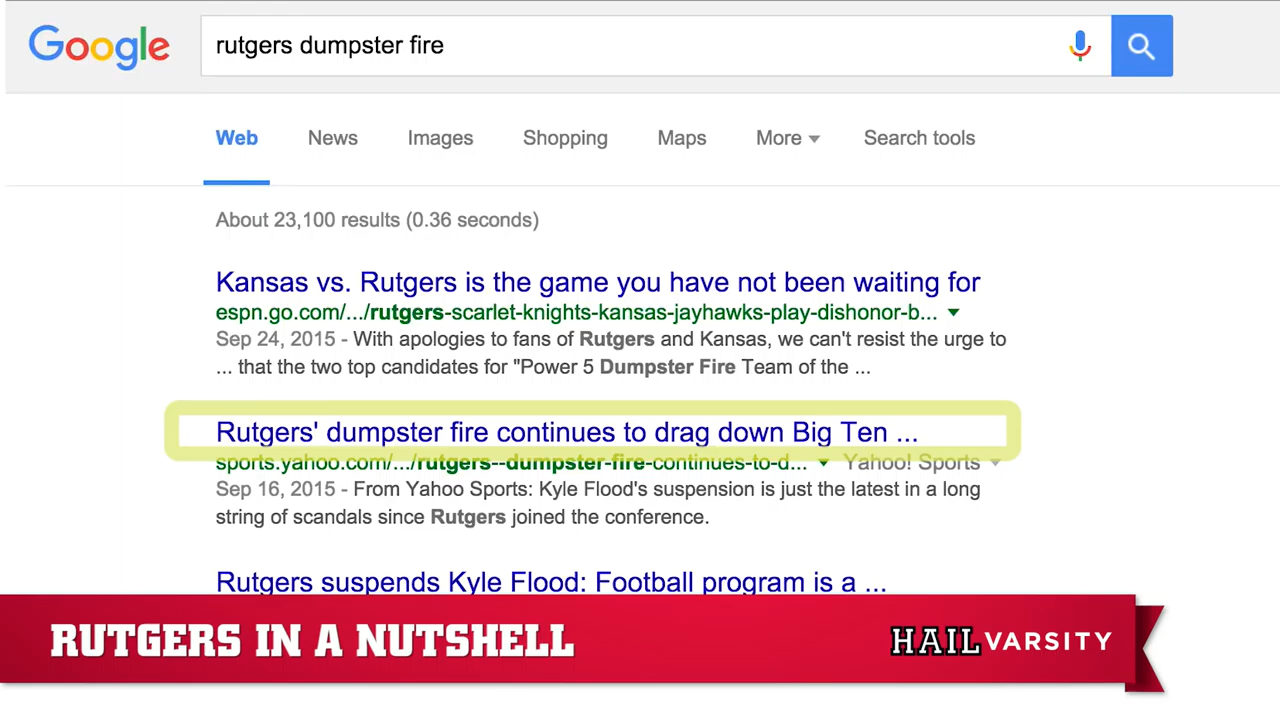 Google
rutgers dumpster fire
Web News Images Shopping Maps More Search tools
About 23,100 results (0.36 seconds)
Kansas vs. Rutgers is the game you have not been waiting for
espn.go.com/.../rutgers-scarlet-knights-kansas-jayhawks-play-dishonor-b...
Sep 24, 2015 - With apologies to fans of Rutgers and Kansas, we can't resist the urge to
... that the two top candidates for "Power 5 Dumpster Fire Team of the ...
Rutgers' dumpster fire continues to drag down Big Ten ...
sports.yahoo.com/.../rutgers--dumpster-fire-continues-to-d... Yahoo! Sports
Sep 16, 2015 - From Yahoo Sports: Kyle Flood's suspension is just the latest in a long
string of scandals since Rutgers joined the conference.
Rutgers suspends Kyle Flood: Football program is a ...
RUTGERS IN A NUTSHELL
HAIL VARSITY